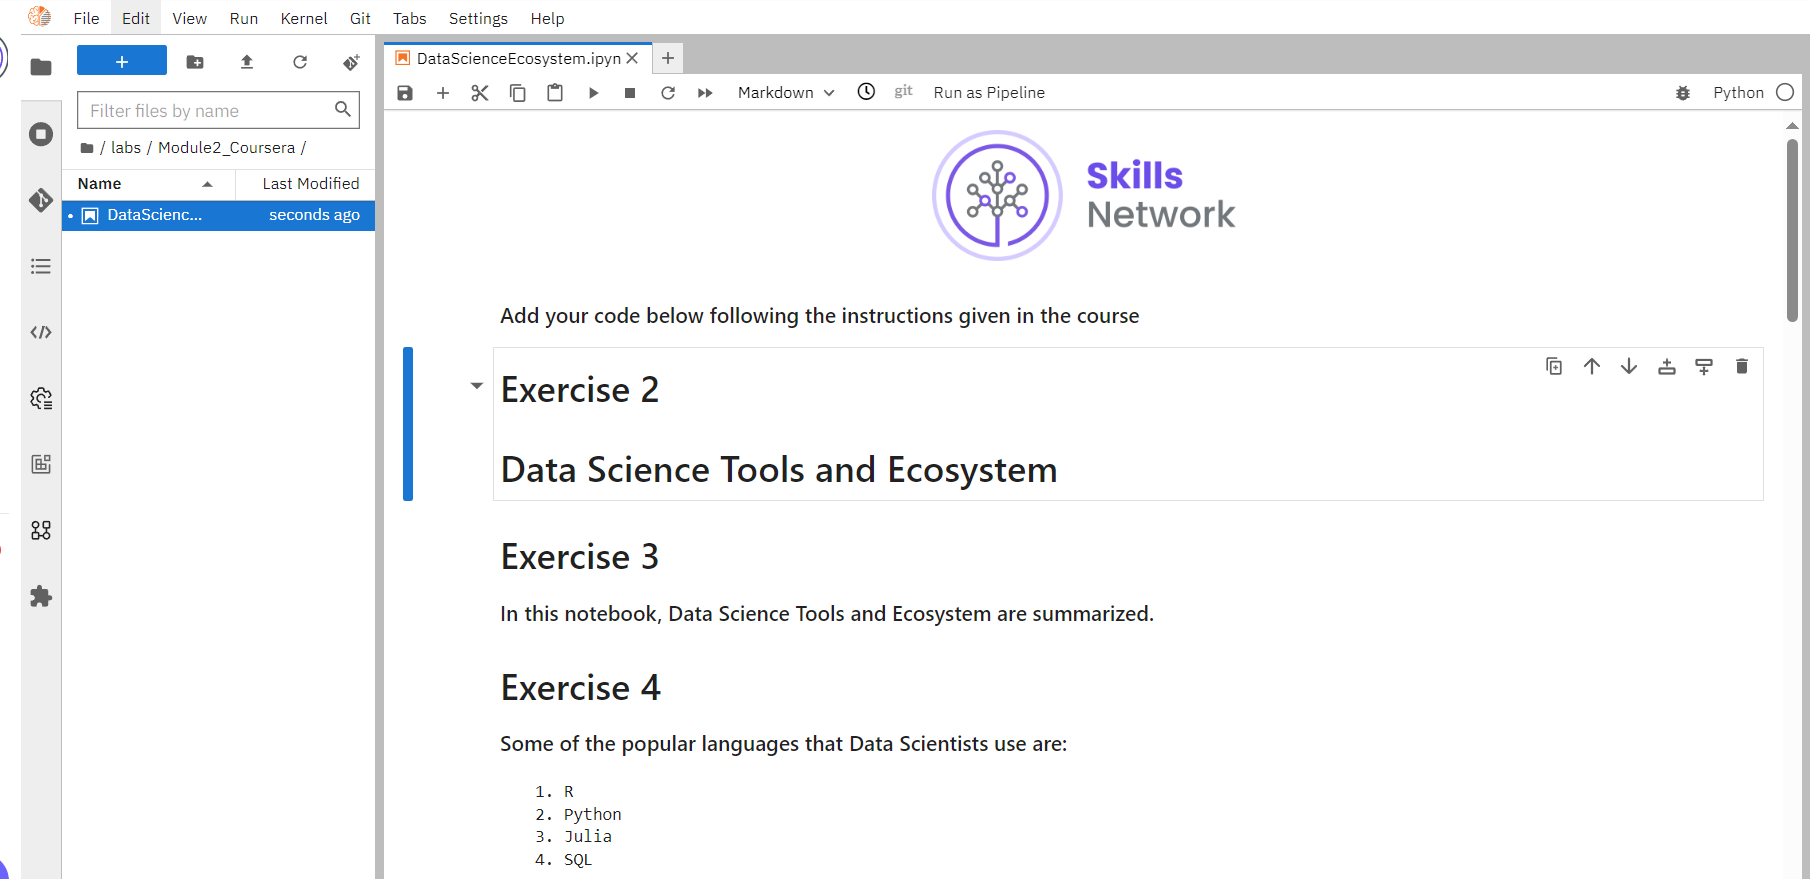 File Edit View Run Kernel Git Tabs Settings Help
DataScienceEcosystem.ipyn
Filter files by name
Markdown
git
Run as Pipeline
Python
/ labs / Module2_Coursera /
Name
Last Modified
DataScienc...
seconds ago
Skills
Network
Add your code below following the instructions given in the course
Exercise 2
Data Science Tools and Ecosystem
Exercise 3
In this notebook, Data Science Tools and Ecosystem are summarized.
Exercise 4
Some of the popular languages that Data Scientists use are:
1. R
2. Python
3. Julia
4. SQL